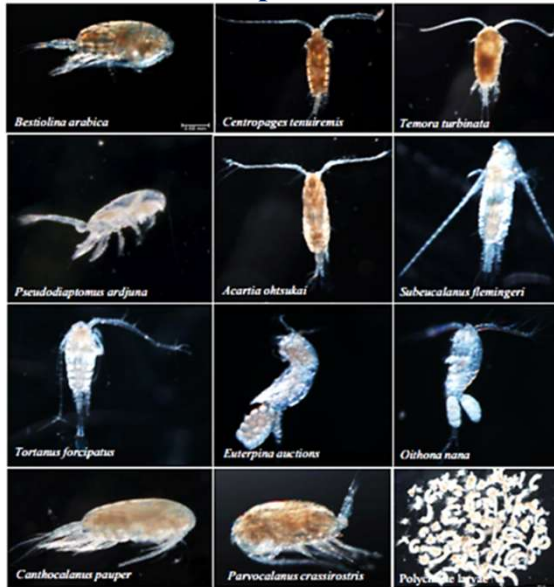 Bestiolina arabica
Centropages tenuiremis
Temora turbinata
Pseudodiaptomus ardjuna
Acartia ohtsukai
Subeucalanus flemingeri
Tortanus forcipatus
Euterpina auctions
Oithona nana
Canthocalanus pauper
Parvocalanus crassirostris
Polychaete larvae